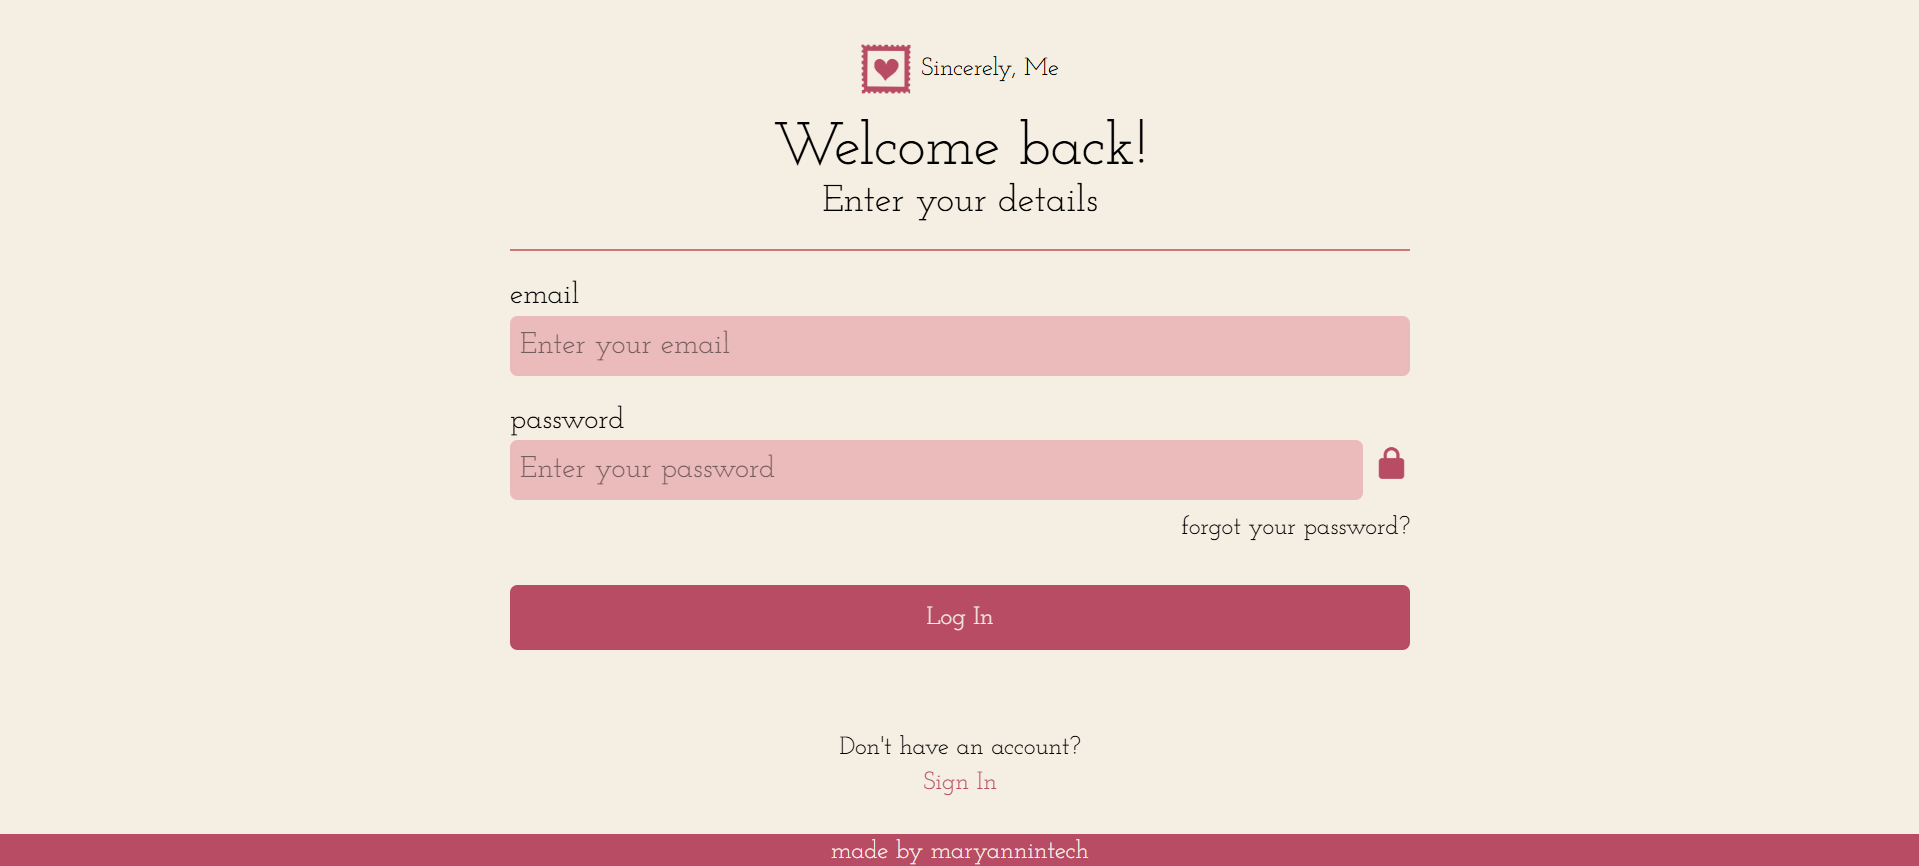 Sincerely, Me
Welcome back!
Enter your details
email
Enter your email
password
Enter your password
forgot your password?
Log In
Don't have an account?
Sign In
made by maryannintech